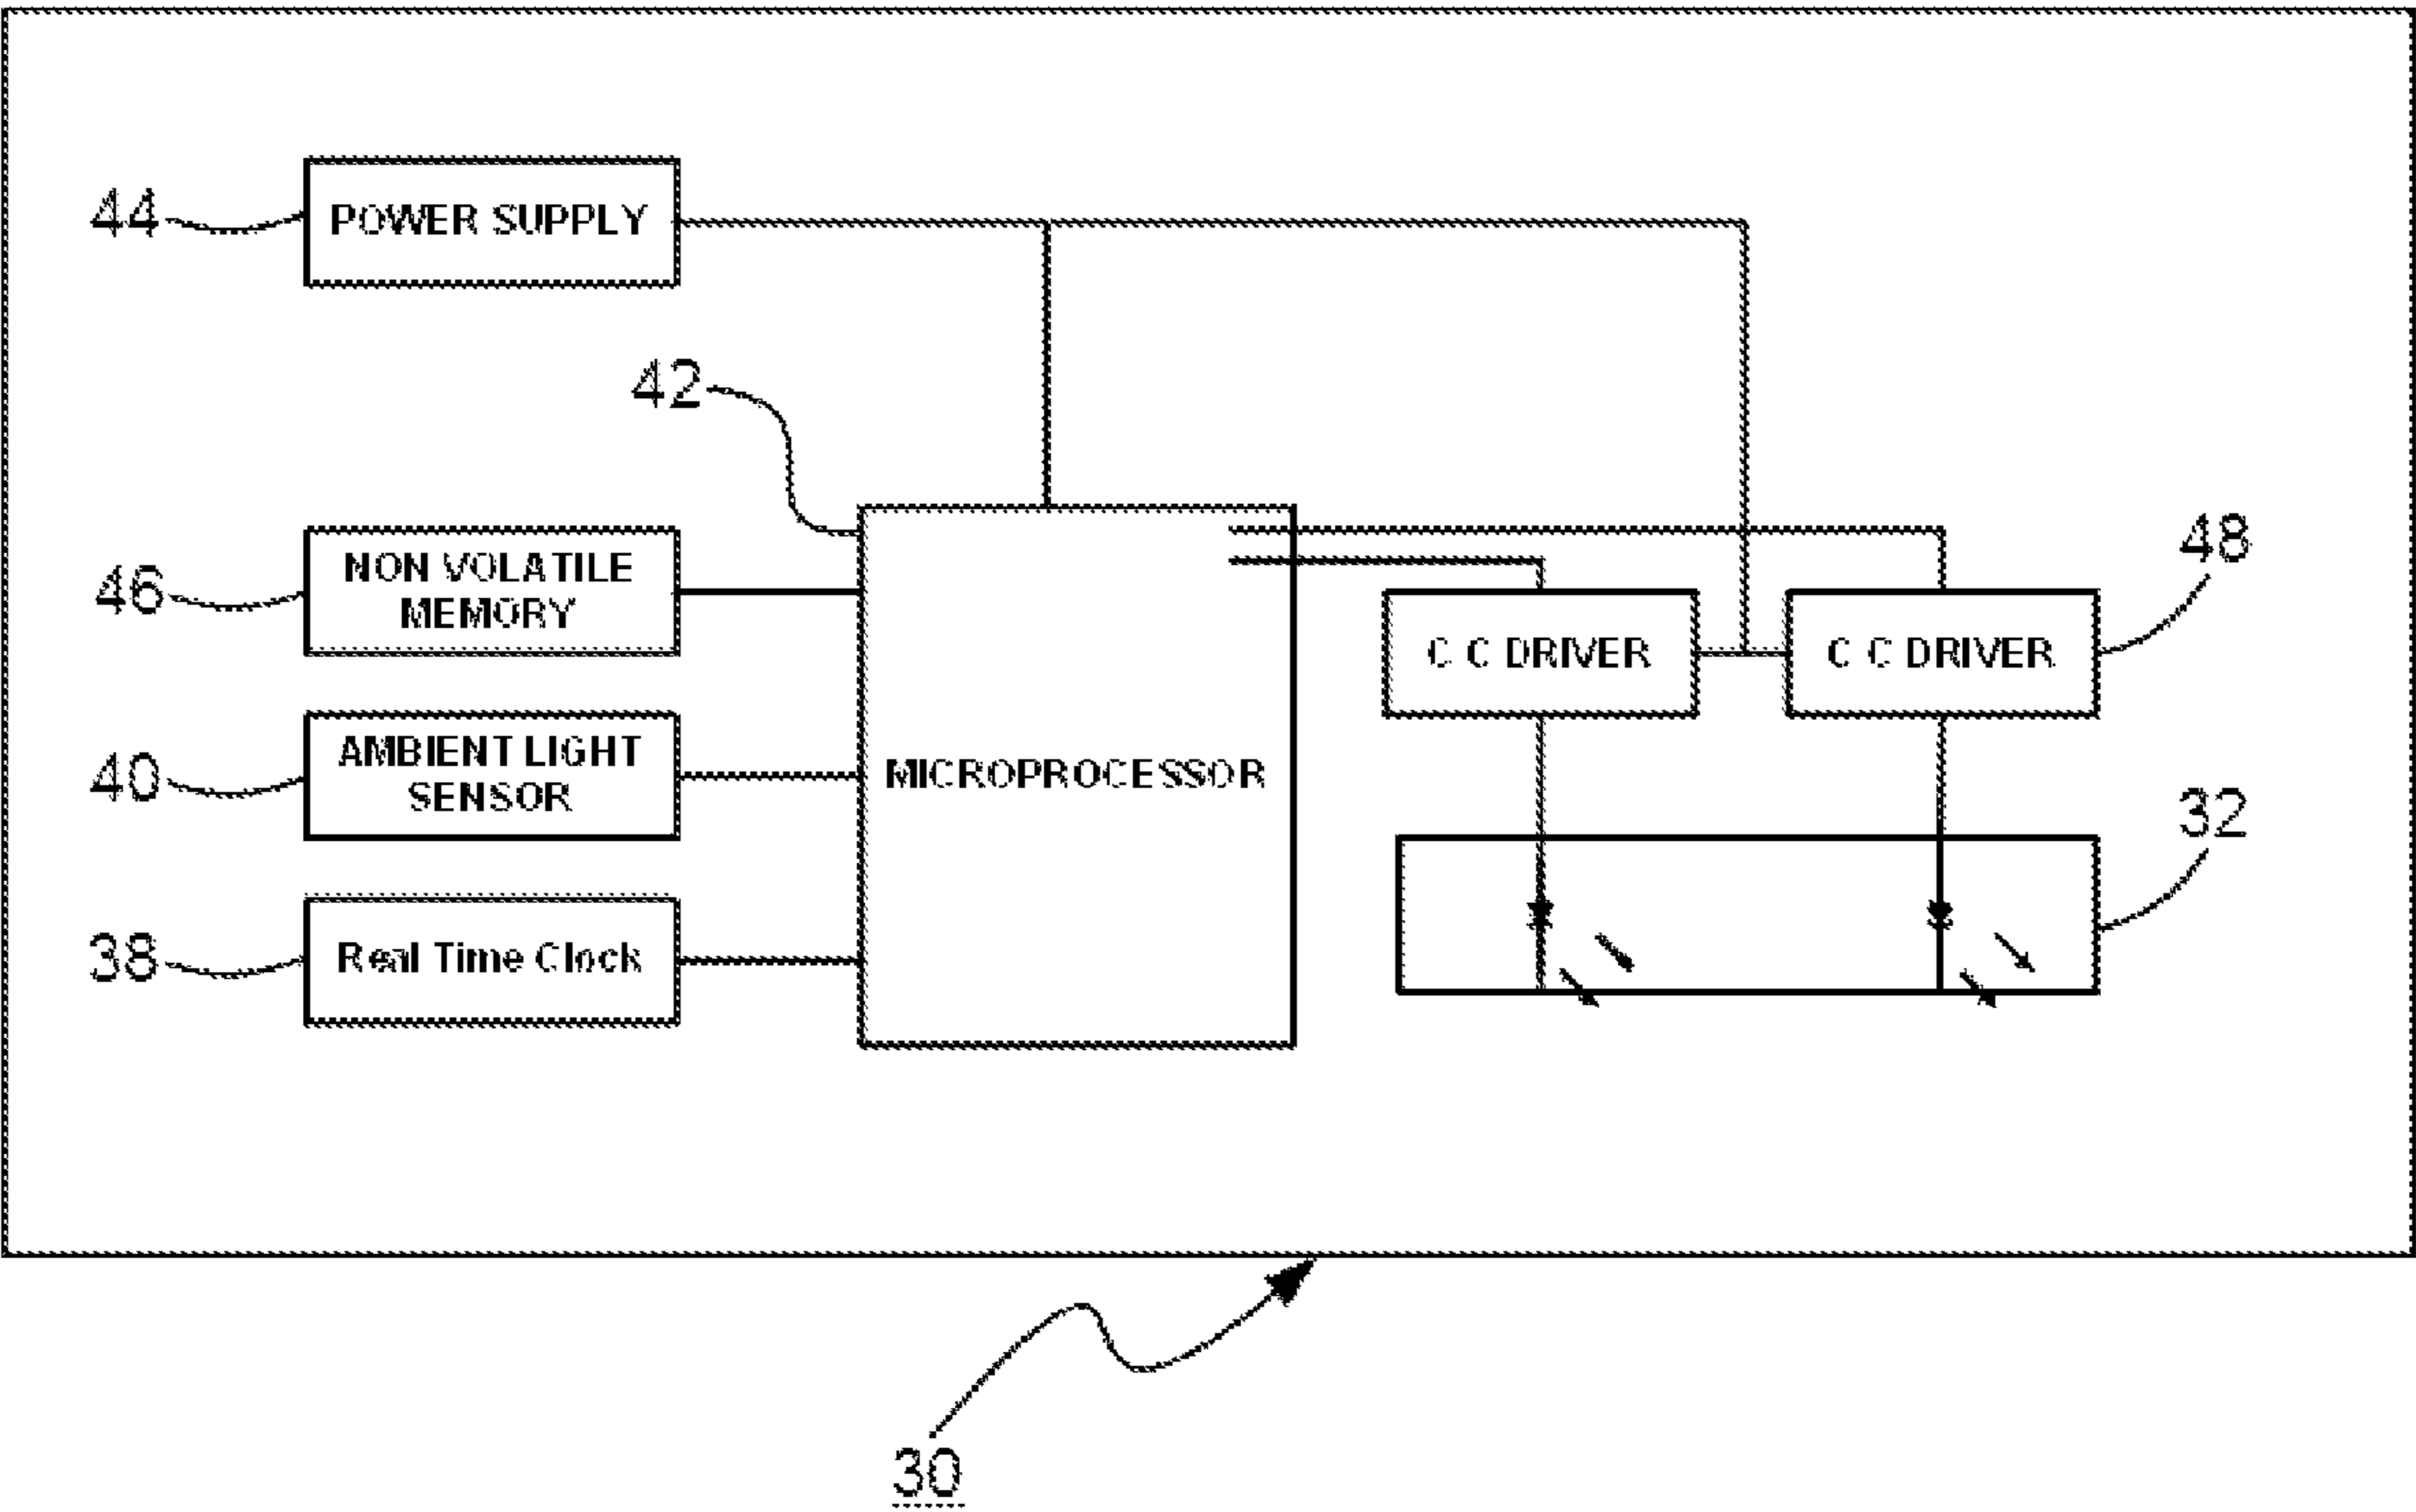 44
POWER SUPPLY
42
46
NON VOLATILE
MEMORY
48
C C DRIVER
C C DRIVER
40
AMBIENT LIGHT
SENSOR
MICROPROCESSOR
32
38
Real Time Clock
30